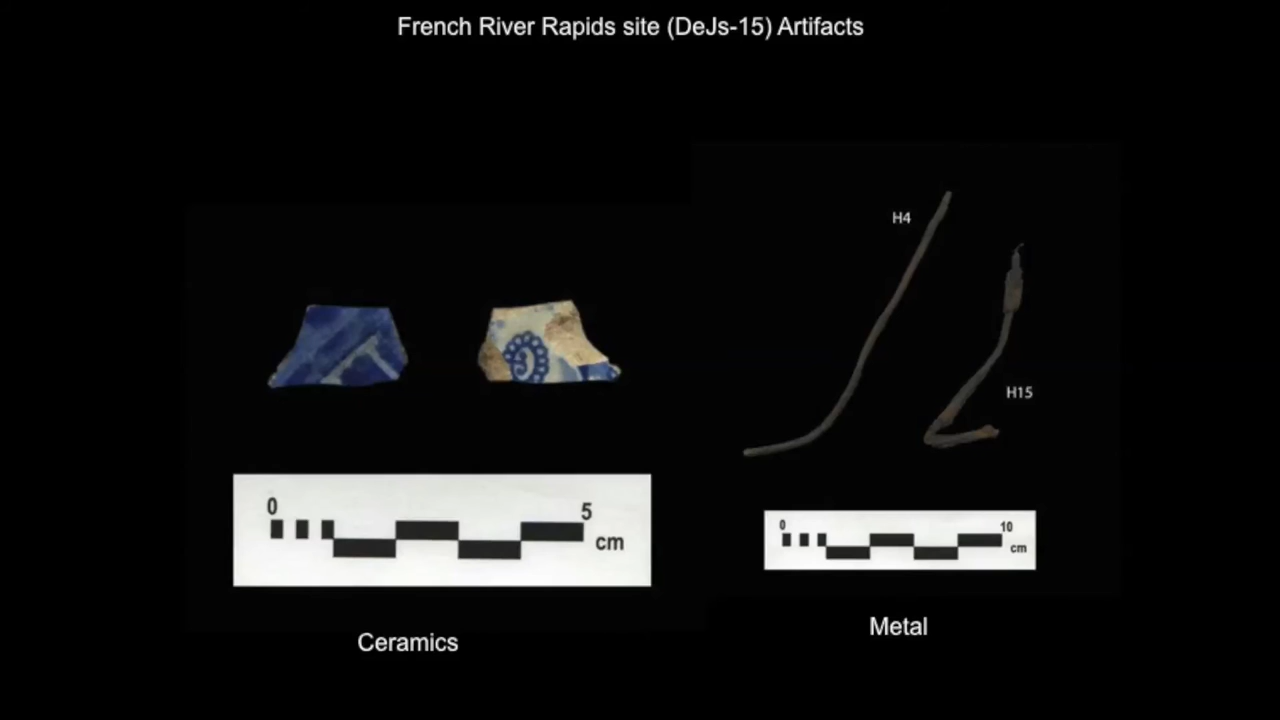 French River Rapids site (DeJs-15) Artifacts
H4
H15
0 5
cm
0 10
cm
Ceramics
Metal